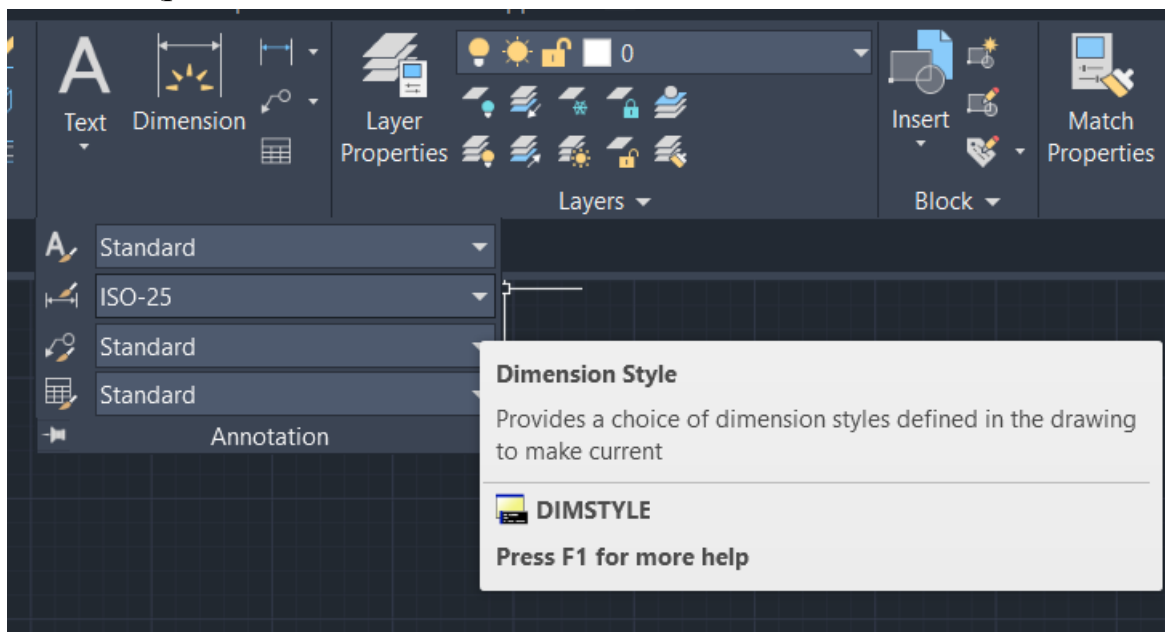 0
Text
Dimension
Layer
Properties
Insert
Match
Properties
Layers
Block
Standard
ISO-25
Standard
Standard
Annotation
Dimension Style
Provides a choice of dimension styles defined in the drawing
to make current
DIMSTYLE
Press F1 for more help